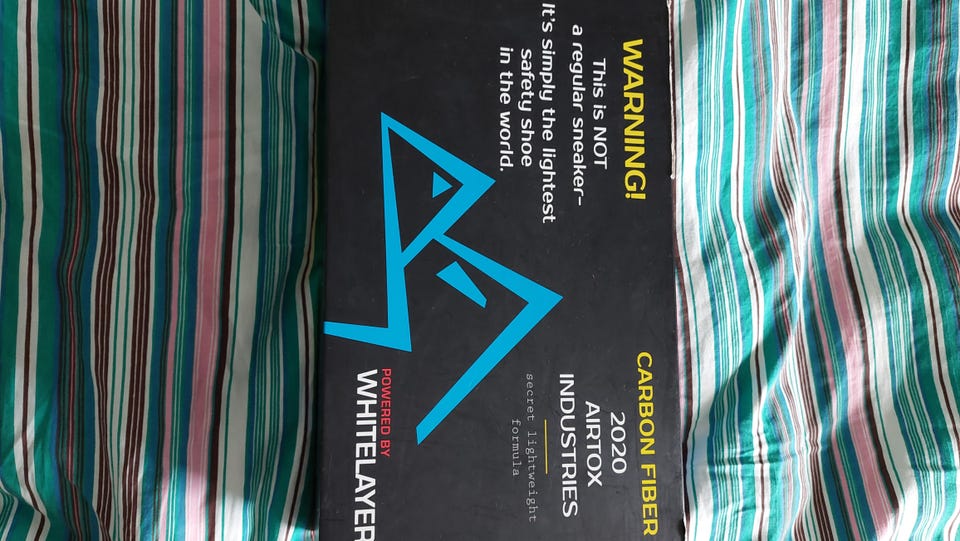 WARNING!
This is NOT
a regular sneaker-
It's simply the lightest
safety shoe
in the world.
CARBON FIBER
2020
AIRTOX
INDUSTRIES
secret lightweight
formula
POWERED BY
WHITELAYER